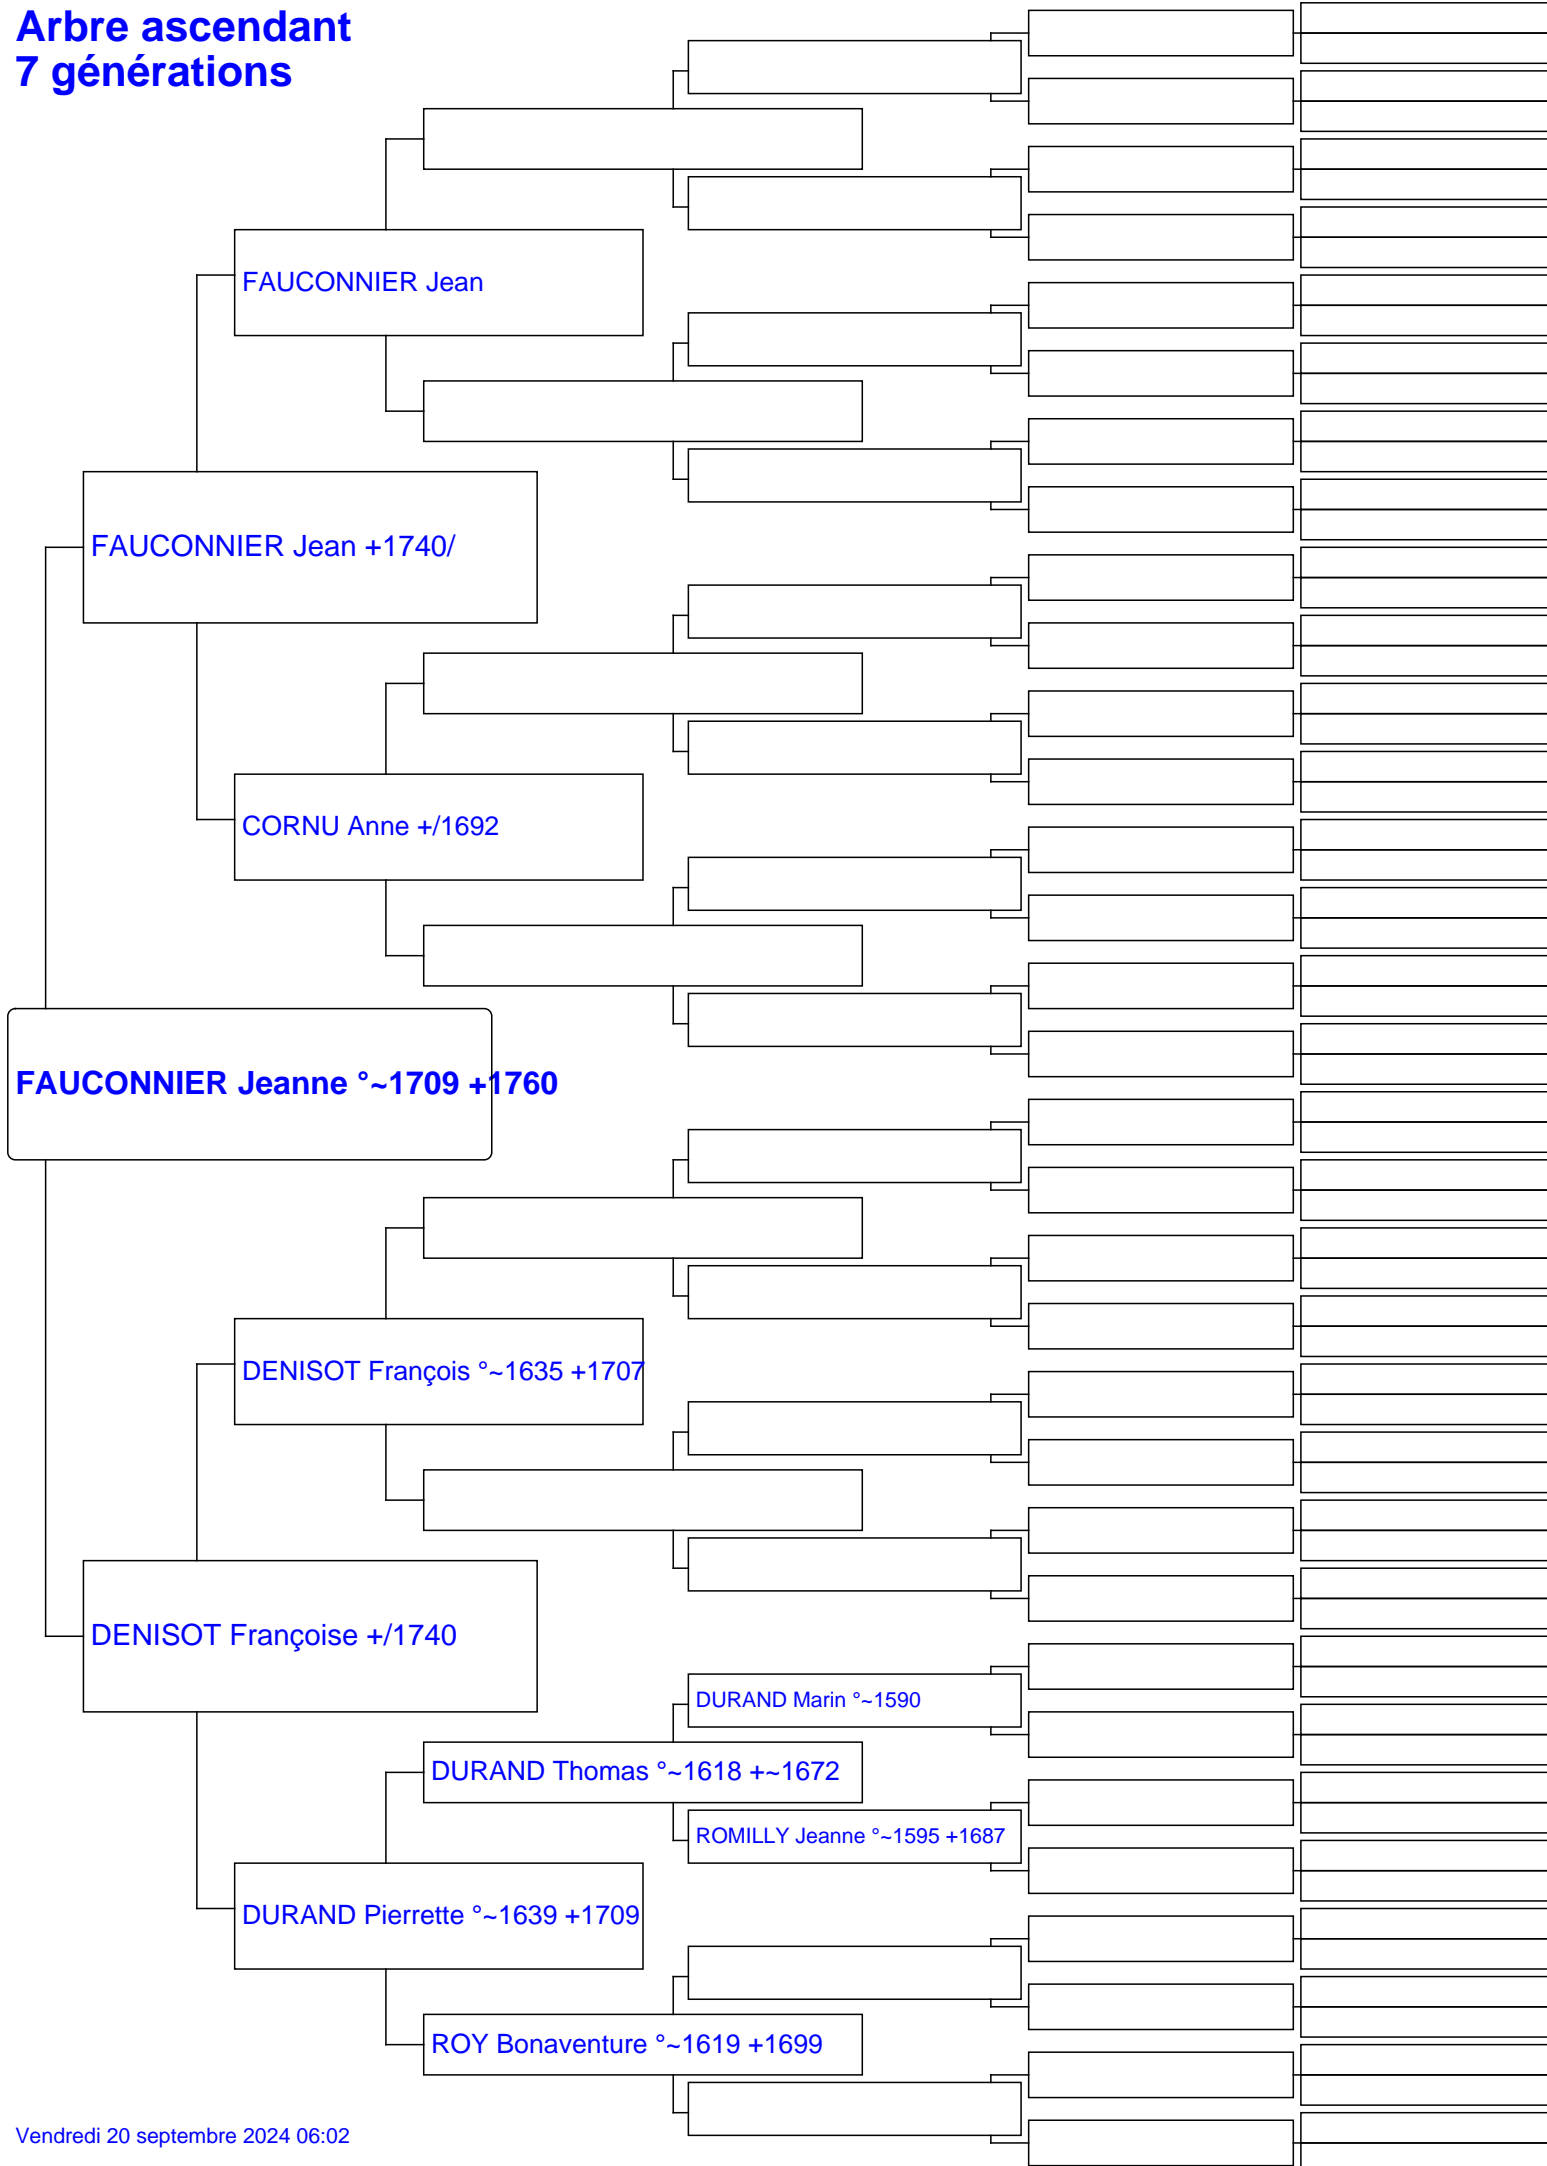 Arbre ascendant
7 générations
FAUCONNIER Jean
FAUCONNIER Jean +1740/
CORNU Anne +/1692
FAUCONNIER Jeanne °~1709 +1760
DENISOT François °~1635 +1707
DENISOT Françoise +/1740
DURAND Marin °~1590
DURAND Thomas °~1618 +~1672
ROMILLY Jeanne °~1595 +1687
DURAND Pierrette °~1639 +1709
ROY Bonaventure °~1619 +1699
Vendredi 20 septembre 2024 06:02